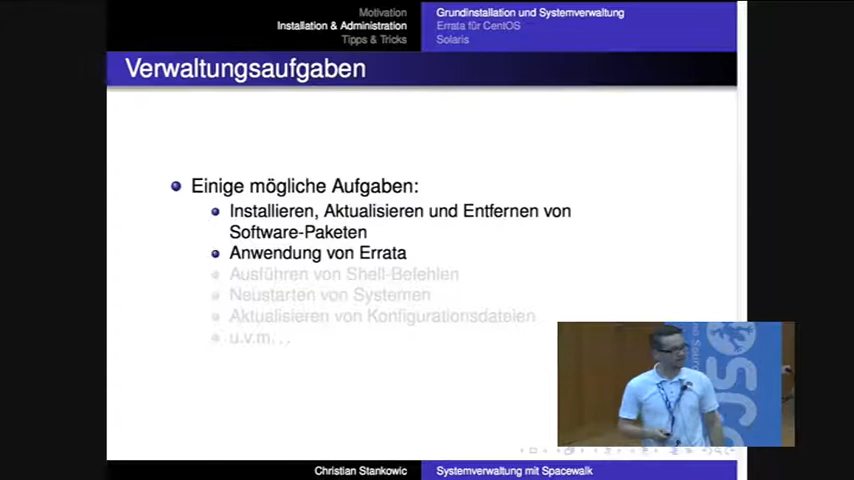 Motivation
Installation & Administration
Tipps & Tricks
Grundinstallation und Systemverwaltung
Errata für CentOS
Solaris
Verwaltungsaufgaben
Einige mögliche Aufgaben:
Installieren, Aktualisieren und Entfernen von
Software-Paketen
Anwendung von Errata
Ausführen von Shell-Befehlen
Neustarten von Systemen
Aktualisieren von Konfigurationsdateien
u.v.m...
Christian Stankowic
Systemverwaltung mit Spacewalk